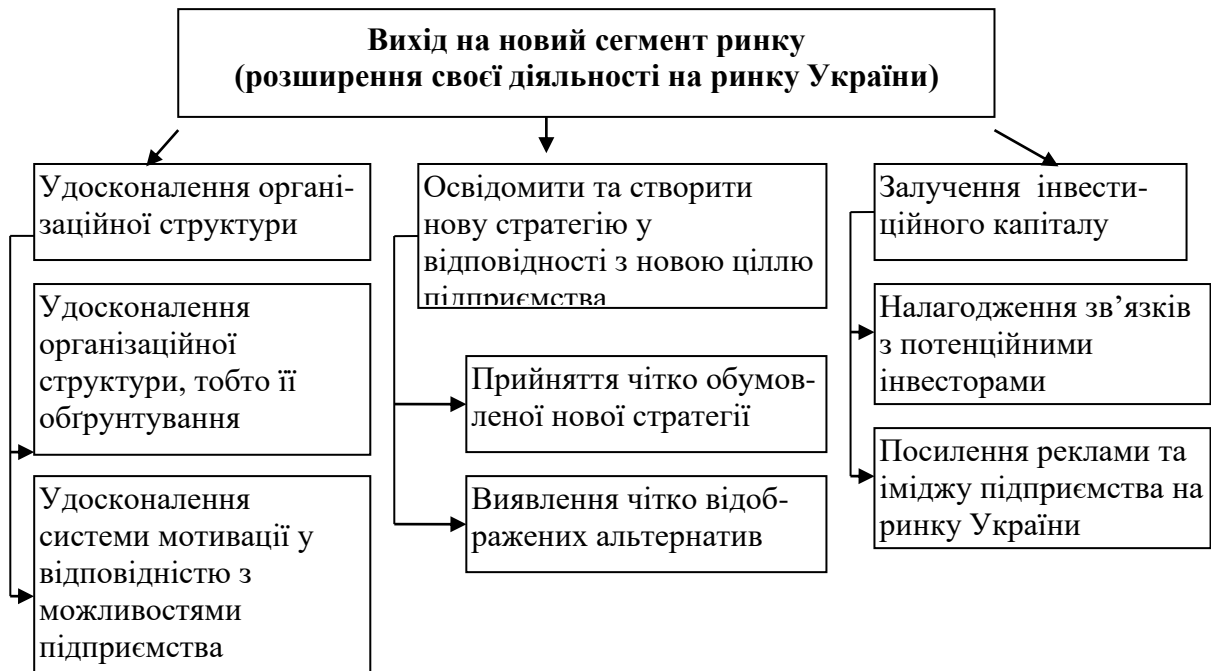 Вихід на новий сегмент ринку
(розширення своєї діяльності на ринку України)
Удосконалення органі-
заційної структури
Удосконалення
організаційної
структури, тобто її
обґрунтування
Удосконалення
системи мотивації у
відповідністю з
можливостями
підприємства
Освідомити та створити
нову стратегію у
відповідності з новою ціллю
підприємства
Прийняття чітко обумов-
леної нової стратегії
Виявлення чітко відоб-
ражених альтернатив
Залучення інвести-
ційного капіталу
Налагодження зв’язків
з потенційними
інвесторами
Посилення реклами та
іміджу підприємства на
ринку України